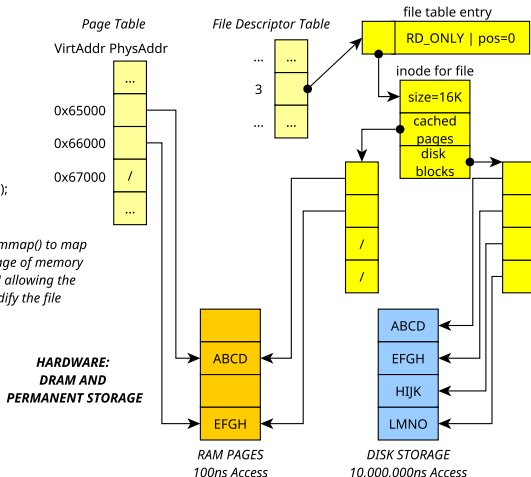 Page Table
File Descriptor Table
file table entry
VirtAddr PhysAddr
RD_ONLY | pos=0
...
... ...
inode for file
3
size=16K
0x65000
cached
pages
... ...
0x66000
disk
blocks
0x67000 /
);
...
mmap() to map
age of memory
allowing the
dify the file
/
/
ABCD
HARDWARE:
DRAM AND
PERMANENT STORAGE
ABCD
EFGH
HIJK
EFGH
LMNO
RAM PAGES
100ns Access
DISK STORAGE
10,000,000ns Access